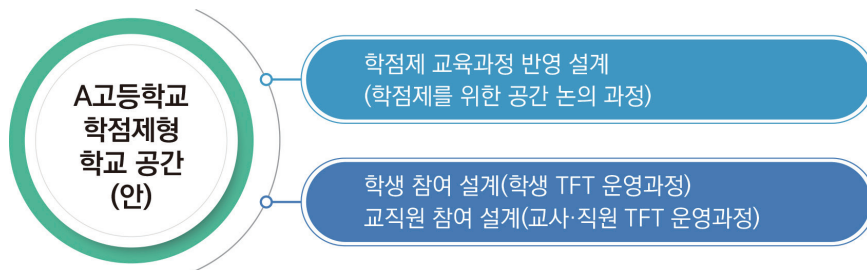 A고등학교
학점제형
학교 공간
(안)
학점제 교육과정 반영 설계
(학점제를 위한 공간 논의 과정)
학생 참여 설계(학생 TFT 운영과정)
교직원 참여 설계(교사·직원 TFT 운영과정)